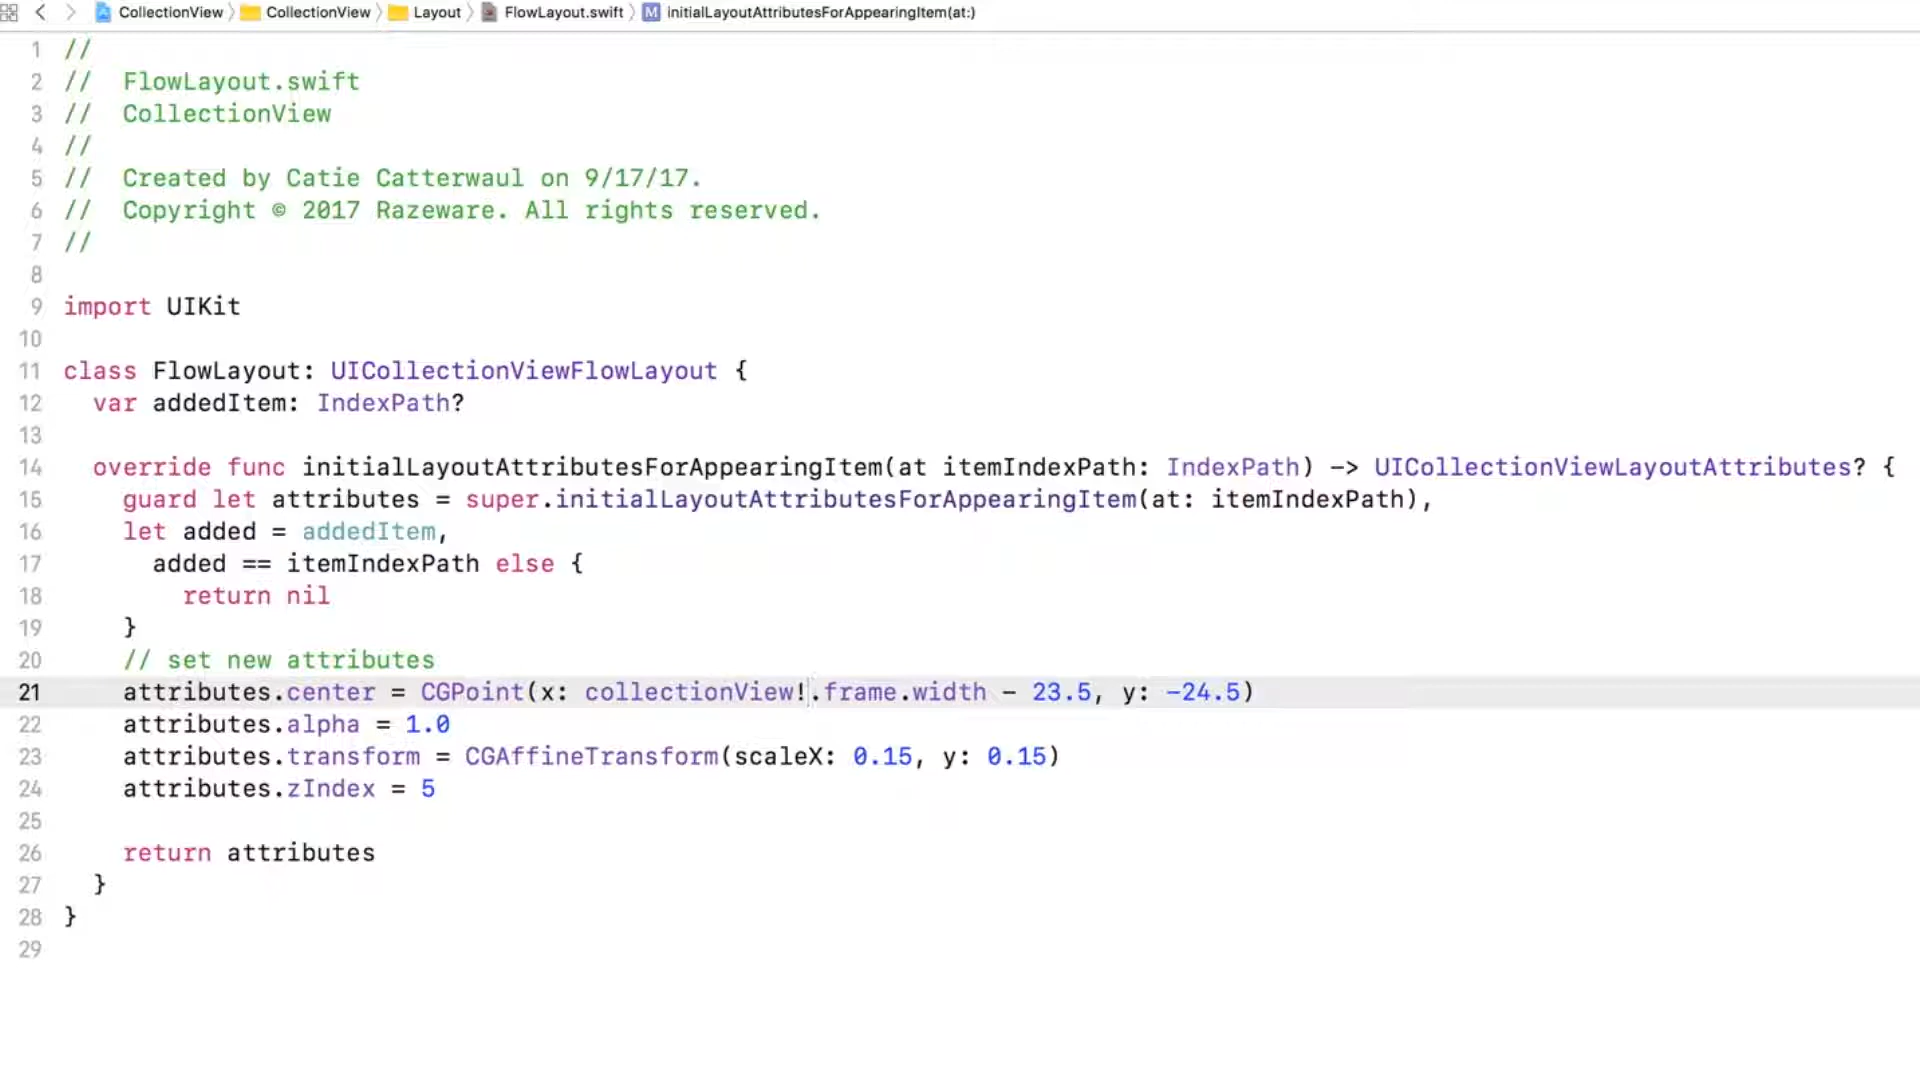 CollectionView 〉 CollectionView 〉 Layout 〉 FlowLayout.swift 〉 M initialLayoutAttributesForAppearingItem(at:)
1 //
2 //  FlowLayout.swift
3 //  CollectionView
4 //
5 //  Created by Catie Catterwaul on 9/17/17.
6 //  Copyright © 2017 Razeware. All rights reserved.
7 //
8
9 import UIKit
10
11 class FlowLayout: UICollectionViewFlowLayout {
12   var addedItem: IndexPath?
13
14   override func initialLayoutAttributesForAppearingItem(at itemIndexPath: IndexPath) -> UICollectionViewLayoutAttributes? {
15     guard let attributes = super.initialLayoutAttributesForAppearingItem(at: itemIndexPath),
16     let added = addedItem,
17       added == itemIndexPath else {
18         return nil
19     }
20     // set new attributes
21     attributes.center = CGPoint(x: collectionView!.frame.width - 23.5, y: -24.5)
22     attributes.alpha = 1.0
23     attributes.transform = CGAffineTransform(scaleX: 0.15, y: 0.15)
24     attributes.zIndex = 5
25
26     return attributes
27   }
28 }
29